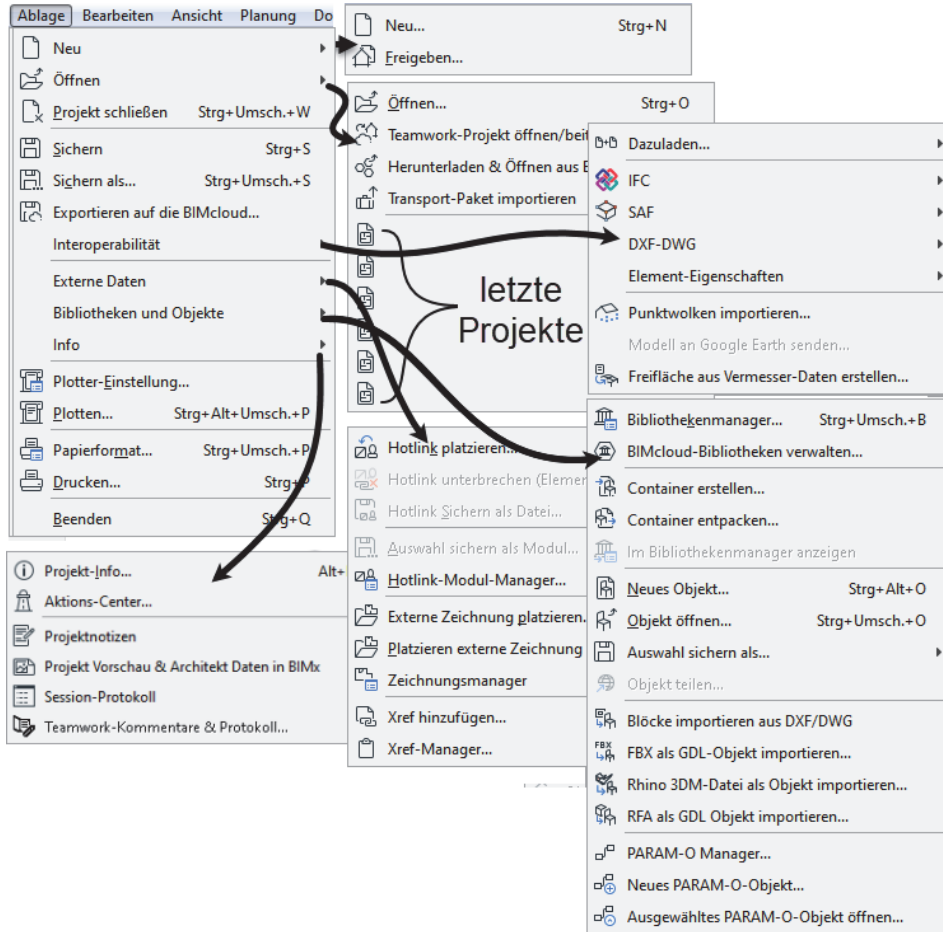 Ablage Bearbeiten Ansicht Planung Do
Neu
Öffnen
Projekt schließen Strg+Umsch.+W
Sichern Strg+S
Sichern als... Strg+Umsch.+S
Exportieren auf die BIMcloud...
Interoperabilität
Externe Daten
Bibliotheken und Objekte
Info
Plotter-Einstellung...
Plotten... Strg+Alt+Umsch.+P
Papierformat... Strg+Umsch.+P
Drucken... Strg+P
Beenden Strg+Q
Neu... Strg+N
Freigeben...
Öffnen... Strg+O
Teamwork-Projekt öffnen/beit
Herunterladen & Öffnen aus B
Transport-Paket importieren
letzte
Projekte
Dazuladen...
IFC
SAF
DXF-DWG
Element-Eigenschaften
Punktwolken importieren...
Modell an Google Earth senden...
Freifläche aus Vermesser-Daten erstellen...
Projekt-Info... Alt+
Aktions-Center...
Projektnotizen
Projekt Vorschau & Architekt Daten in BIMx
Session-Protokoll
Teamwork-Kommentare & Protokoll...
Hotlink platzieren...
Hotlink unterbrechen (Elemen
Hotlink Sichern als Datei...
Auswahl sichern als Modul...
Hotlink-Modul-Manager...
Externe Zeichnung platzieren.
Platzieren externe Zeichnung
Zeichnungsmanager
Xref hinzufügen...
Xref-Manager...
Bibliothekenmanager... Strg+Umsch.+B
BIMcloud-Bibliotheken verwalten...
Container erstellen...
Container entpacken...
Im Bibliothekenmanager anzeigen
Neues Objekt... Strg+Alt+O
Objekt öffnen... Strg+Umsch.+O
Auswahl sichern als...
Objekt teilen...
Blöcke importieren aus DXF/DWG
FBX als GDL-Objekt importieren...
Rhino 3DM-Datei als Objekt importieren...
RFA als GDL Objekt importieren...
PARAM-O Manager...
Neues PARAM-O-Objekt...
Ausgewähltes PARAM-O-Objekt öffnen...